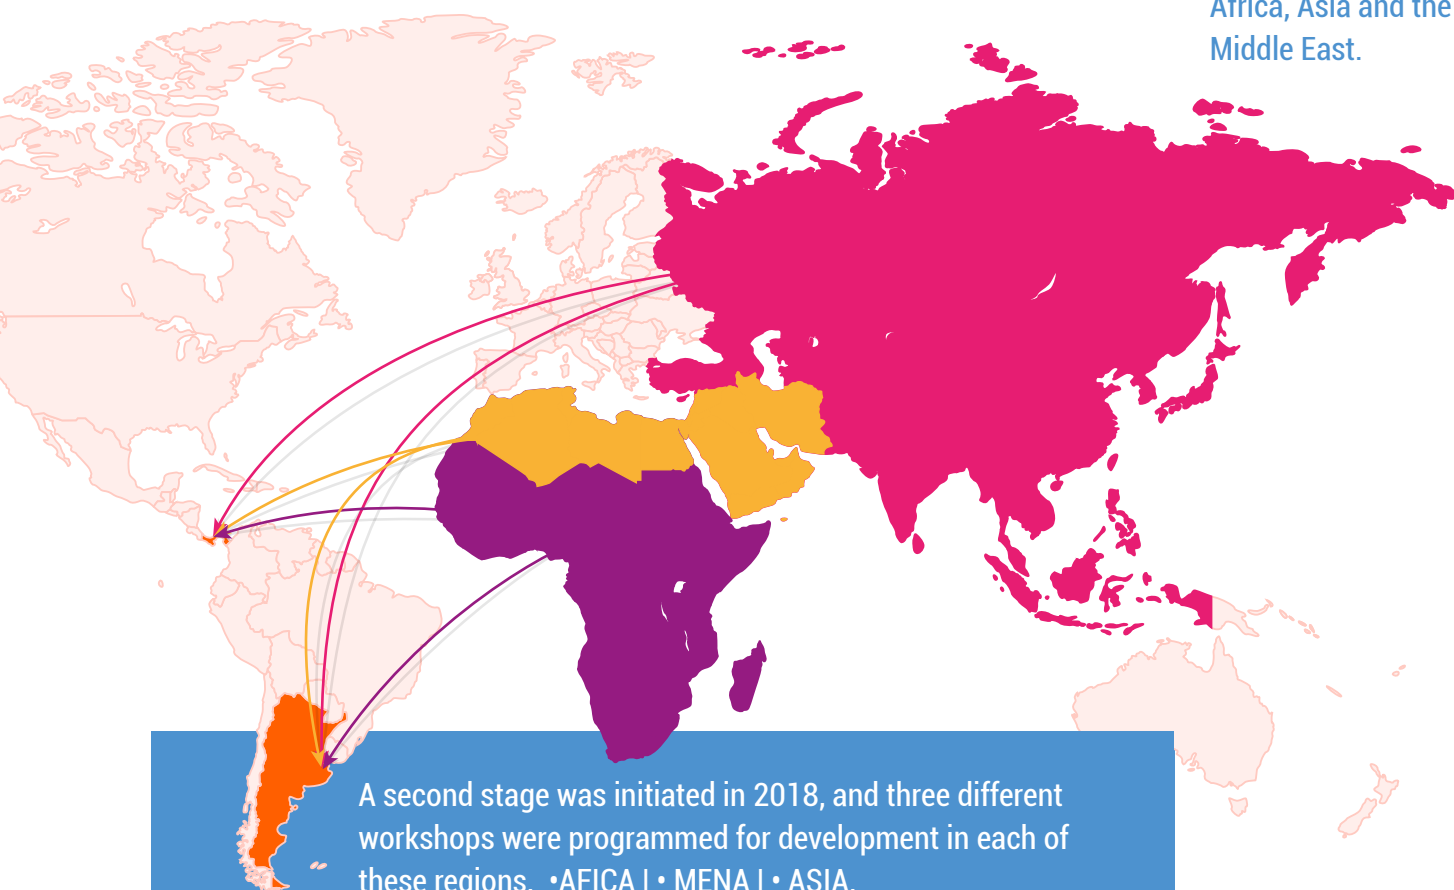 Africa, Asia and the
Middle East.
A second stage was initiated in 2018, and three different
workshops were programmed for development in each of
these regions. •AFICA | • MENA | • ASIA.